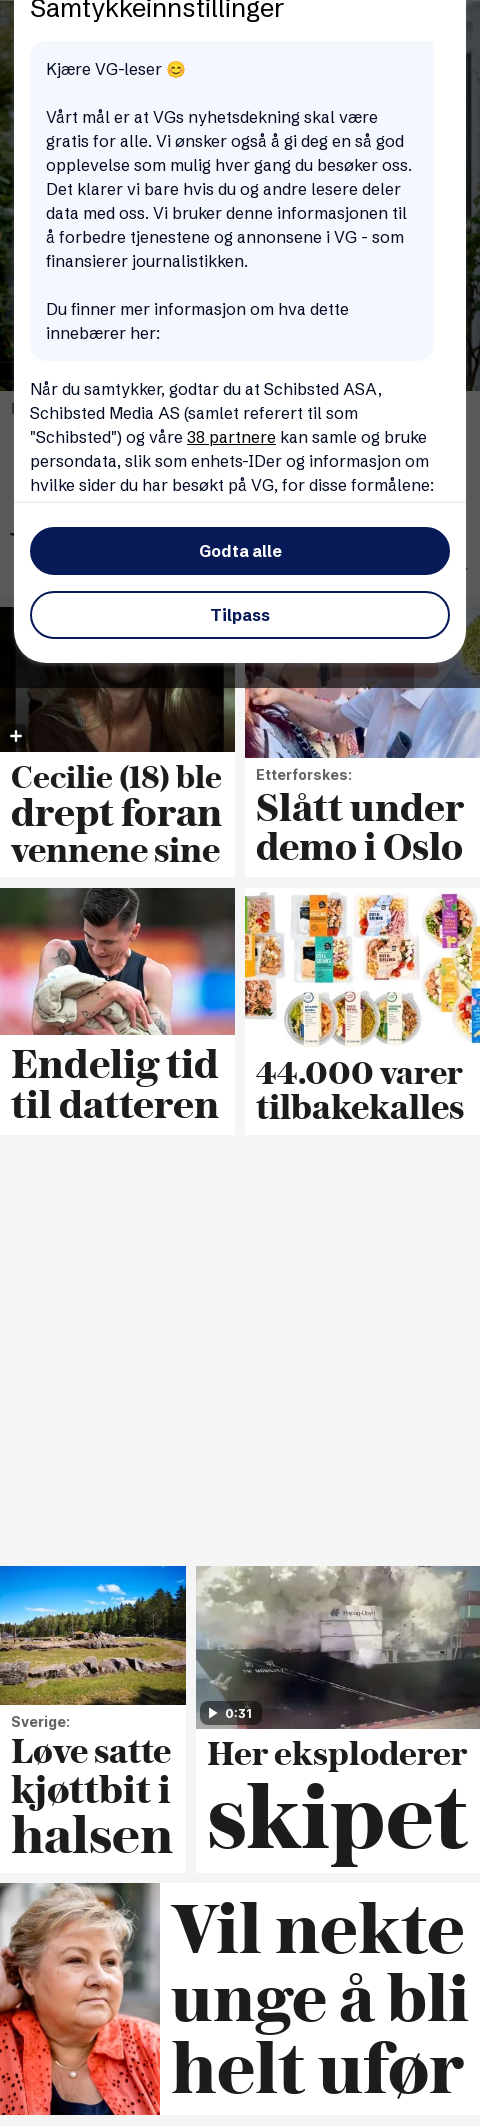 Samtykkeinnstillinger
Kjære VG-leser 😊
Vårt mål er at VGs nyhetsdekning skal være
gratis for alle. Vi ønsker også å gi deg en så god
opplevelse som mulig hver gang du besøker oss.
Det klarer vi bare hvis du og andre lesere deler
data med oss. Vi bruker denne informasjonen til
å forbedre tjenestene og annonsene i VG - som
finansierer journalistikken.
Du finner mer informasjon om hva dette
innebærer her:
Når du samtykker, godtar du at Schibsted ASA,
Schibsted Media AS (samlet referert til som
"Schibsted") og våre 38 partnere kan samle og bruke
persondata, slik som enhets-IDer og informasjon om
hvilke sider du har besøkt på VG, for disse formålene:
Godta alle
Tilpass
Cecilie (18) ble
drept foran
vennene sine
Etterforskes:
Slått under
demo i Oslo
Endelig tid
til datteren
44.000 varer
tilbakekalles
Sverige:
Løve satte
kjøttbit i
halsen
Hapag-Lloyd
TM MOBILITY
0:31
Her eksploderer
skipet
Vil nekte
unge å bli
helt ufør